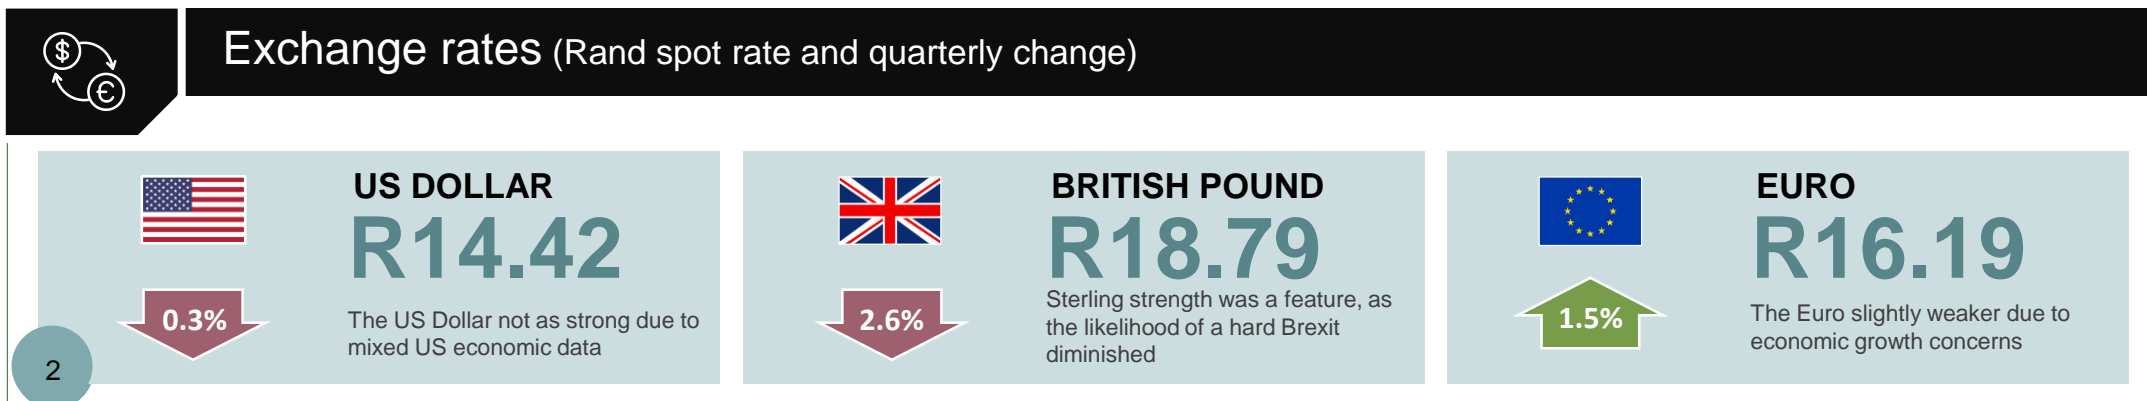 $
€
Exchange rates (Rand spot rate and quarterly change)
US DOLLAR
R14.42
0.3%
The US Dollar not as strong due to
mixed US economic data
BRITISH POUND
R18.79
2.6%
Sterling strength was a feature, as
the likelihood of a hard Brexit
diminished
EURO
R16.19
1.5%
The Euro slightly weaker due to
economic growth concerns
2